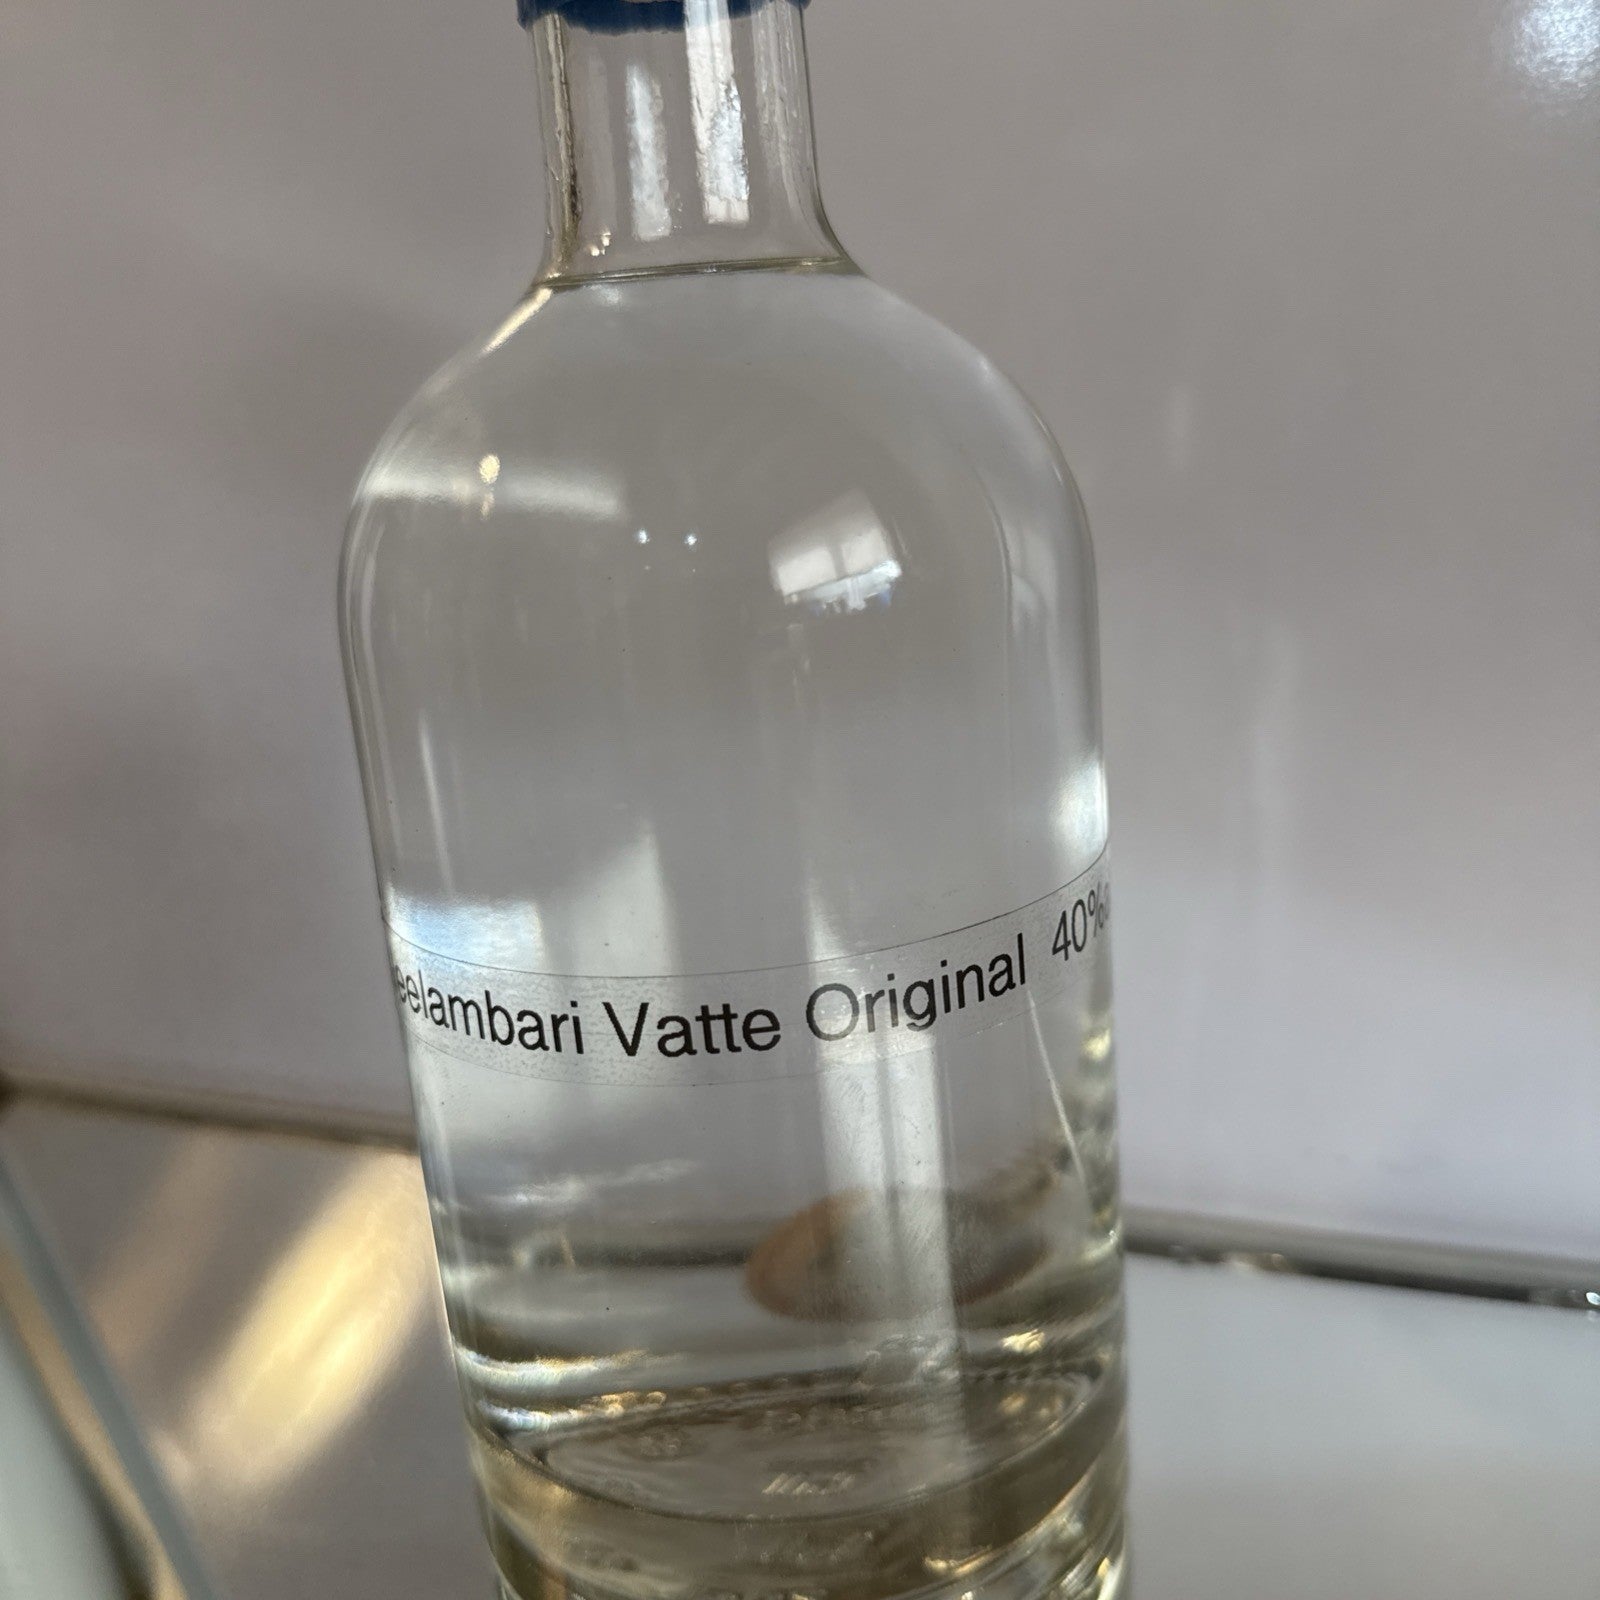 eelambari Vatte Original 40%